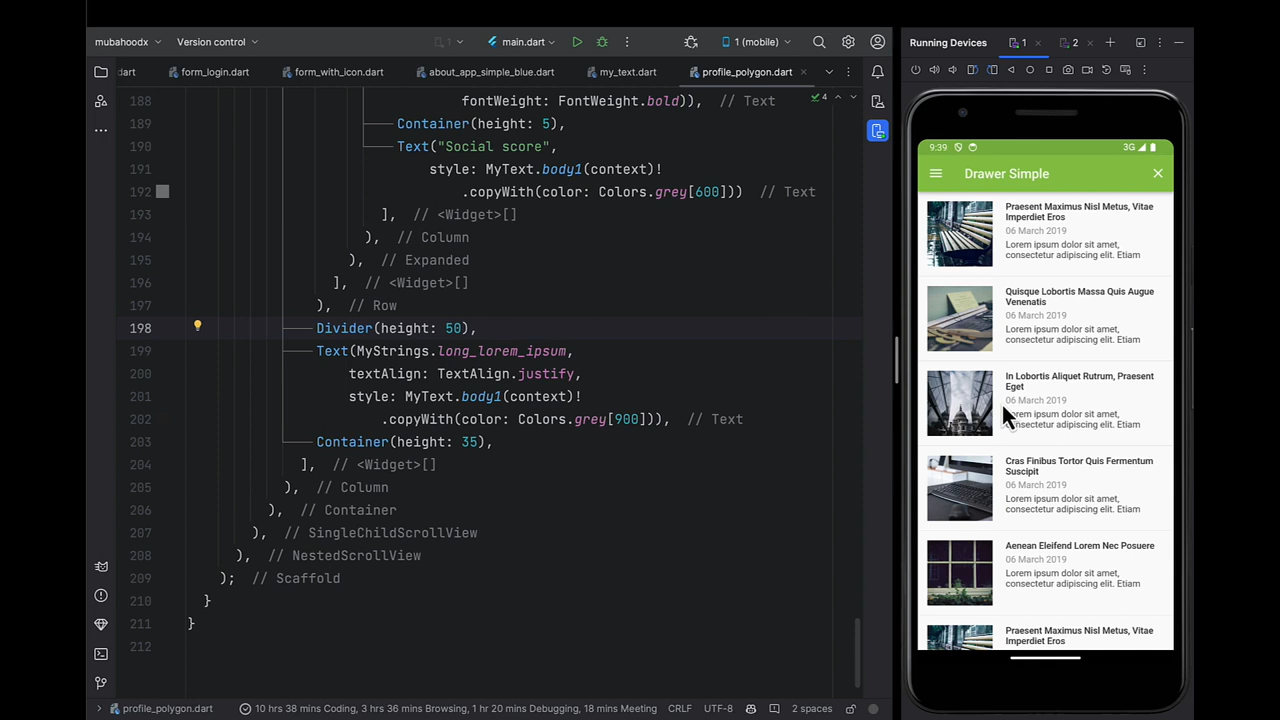 mubahoodx
Version control
1
main.dart
1 (mobile)
Running Devices
1
2
dart
form_login.dart
form_with_icon.dart
about_app_simple_blue.dart
my_text.dart
profile_polygon.dart
188 fontWeight: FontWeight.bold)), // Text
4
189 Container(height: 5),
190 Text("Social score",
191 style: MyText.body1(context)!
192 .copyWith(color: Colors.grey[600])) // Text
193 ], // <Widget>[]
194 ), // Column
195 ), // Expanded
196 ], // <Widget>[]
197 ), // Row
198 Divider(height: 50),
199 Text(MyStrings.long_lorem_ipsum,
200 textAlign: TextAlign.justify,
201 style: MyText.body1(context)!
202 .copyWith(color: Colors.grey[900])), // Text
203 Container(height: 35),
204 ], // <Widget>[]
205 ), // Column
206 ), // Container
207 ), // SingleChildScrollView
208 ), // NestedScrollView
209 ); // Scaffold
210 }
211 }
212
9:39
3G
Drawer Simple
Praesent Maximus Nisl Metus, Vitae
Imperdiet Eros
06 March 2019
Lorem ipsum dolor sit amet,
consectetur adipiscing elit. Etiam
Quisque Lobortis Massa Quis Augue
Venenatis
06 March 2019
Lorem ipsum dolor sit amet,
consectetur adipiscing elit. Etiam
In Lobortis Aliquet Rutrum, Praesent
Eget
06 March 2019
Lorem ipsum dolor sit amet,
consectetur adipiscing elit. Etiam
Cras Finibus Tortor Quis Fermentum
Suscipit
06 March 2019
Lorem ipsum dolor sit amet,
consectetur adipiscing elit. Etiam
Aenean Eleifend Lorem Nec Posuere
06 March 2019
Lorem ipsum dolor sit amet,
consectetur adipiscing elit. Etiam
Praesent Maximus Nisl Metus, Vitae
Imperdiet Eros
profile_polygon.dart
10 hrs 38 mins Coding, 3 hrs 36 mins Browsing, 1 hr 20 mins Debugging, 18 mins Meeting
CRLF
UTF-8
2 spaces